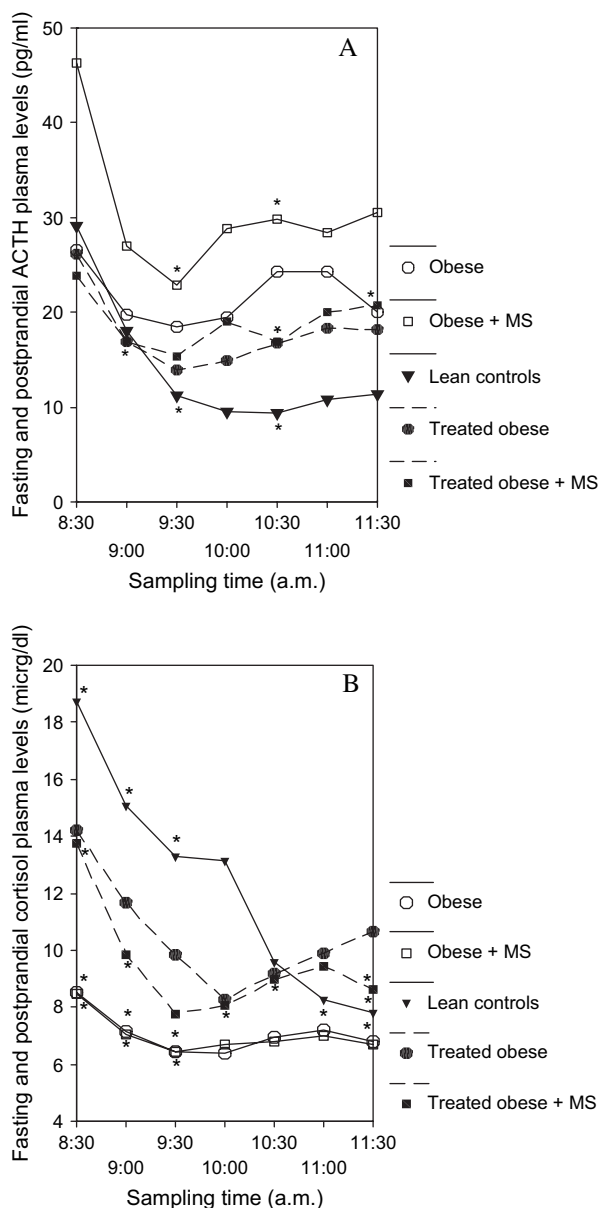 Fasting and postprandial ACTH plasma levels (pg/ml)
A
50
40
30
20
10
0
8:30 9:30 10:30 11:30
9:00 10:00 11:00
Sampling time (a.m.)
Obese
Obese + MS
Lean controls
Treated obese
Treated obese + MS
Fasting and postprandial cortisol plasma levels (micrg/dl)
B
20
18
16
14
12
10
8
6
4
8:30 9:30 10:30 11:30
9:00 10:00 11:00
Sampling time (a.m.)
Obese
Obese + MS
Lean controls
Treated obese
Treated obese + MS